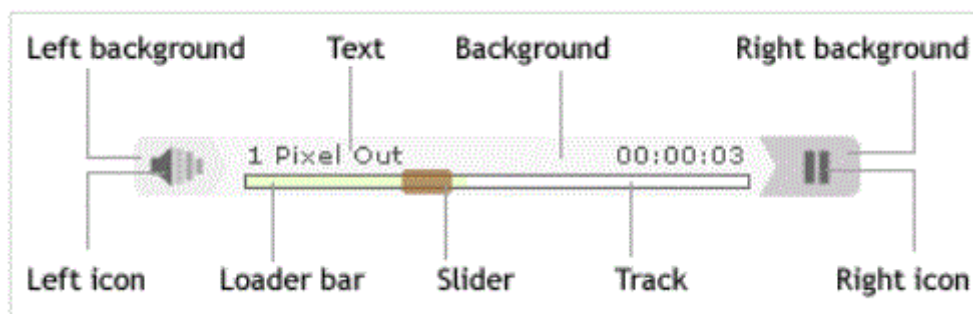 Left background Text Background Right background
1 Pixel Out 00:00:03
Left icon Loader bar Slider Track Right icon